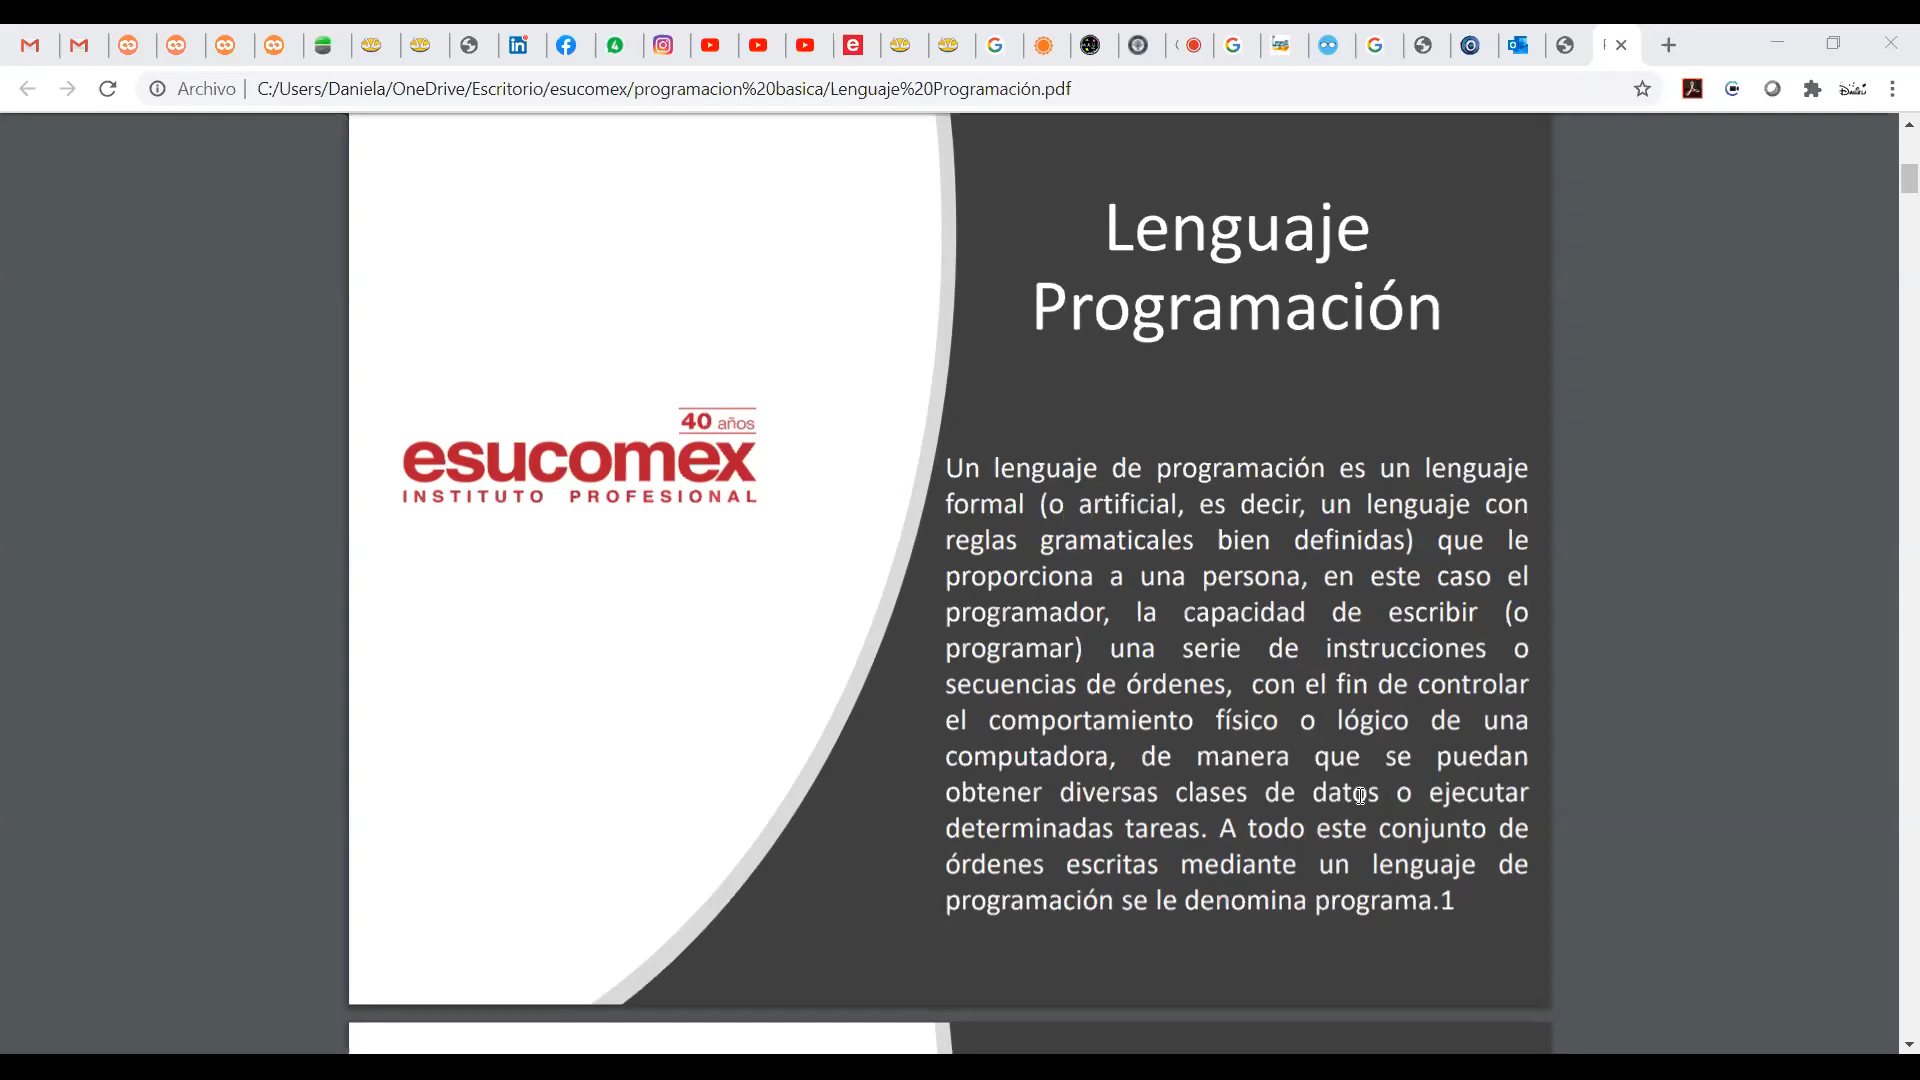 Archivo
C:/Users/Daniela/OneDrive/Escritorio/esucomex/programacion%20basica/Lenguaje%20Programación.pdf
40 años
esucomex
INSTITUTO PROFESIONAL
Lenguaje
Programación
Un lenguaje de programación es un lenguaje
formal (o artificial, es decir, un lenguaje con
reglas gramaticales bien definidas) que le
proporciona a una persona, en este caso el
programador, la capacidad de escribir (o
programar) una serie de instrucciones o
secuencias de órdenes, con el fin de controlar
el comportamiento físico o lógico de una
computadora, de manera que se puedan
obtener diversas clases de datos o ejecutar
determinadas tareas. A todo este conjunto de
órdenes escritas mediante un lenguaje de
programación se le denomina programa.1